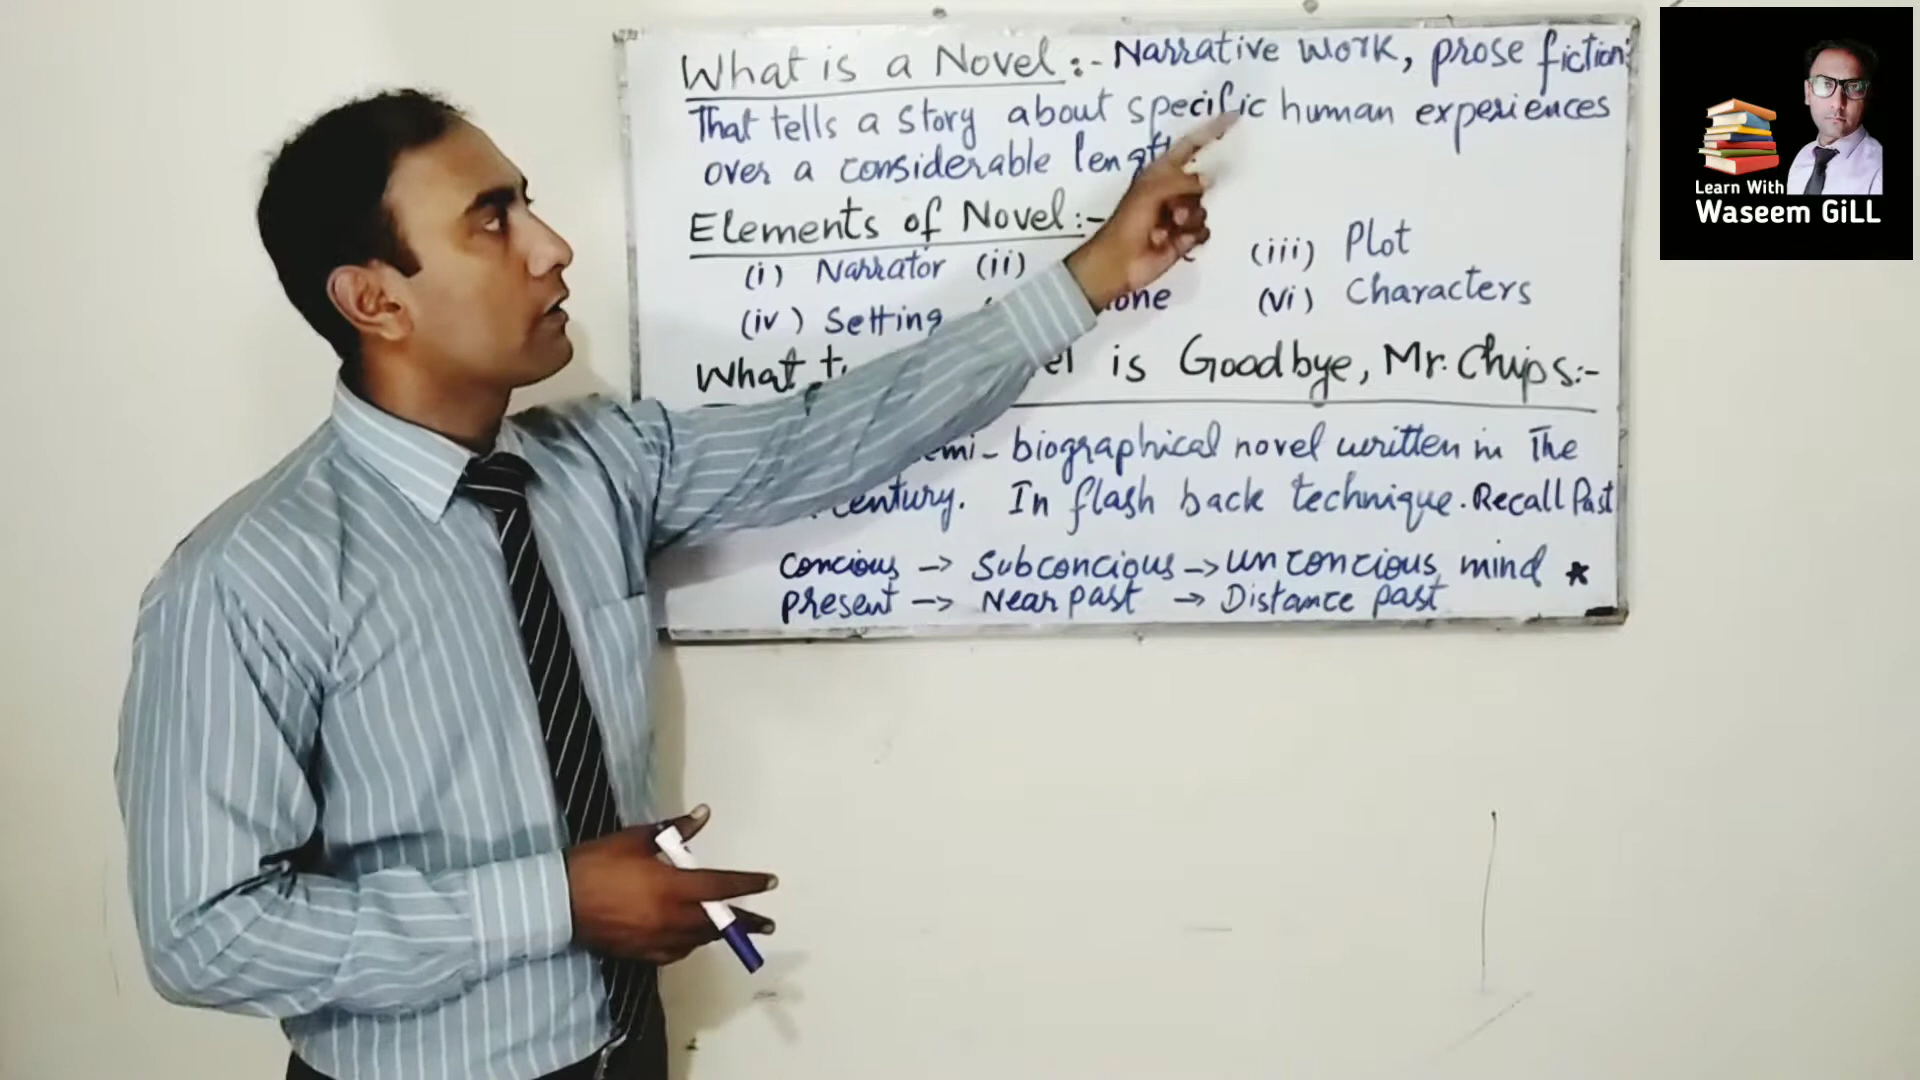 What is a Novel :- Narrative work, prose fiction;
That tells a story about specific human experiences
over a considerable length
Elements of Novel :-
(i) Narrator (ii) (iii) Plot
(iv) Setting (vi) Characters
What is Goodbye, Mr. Chips:-
biographical novel written in The
century. In flash back technique. Recall Past
Concious -> Subconcious -> unconcious mind *
Present -> Near past -> Distance past
Learn With
Waseem GiLL